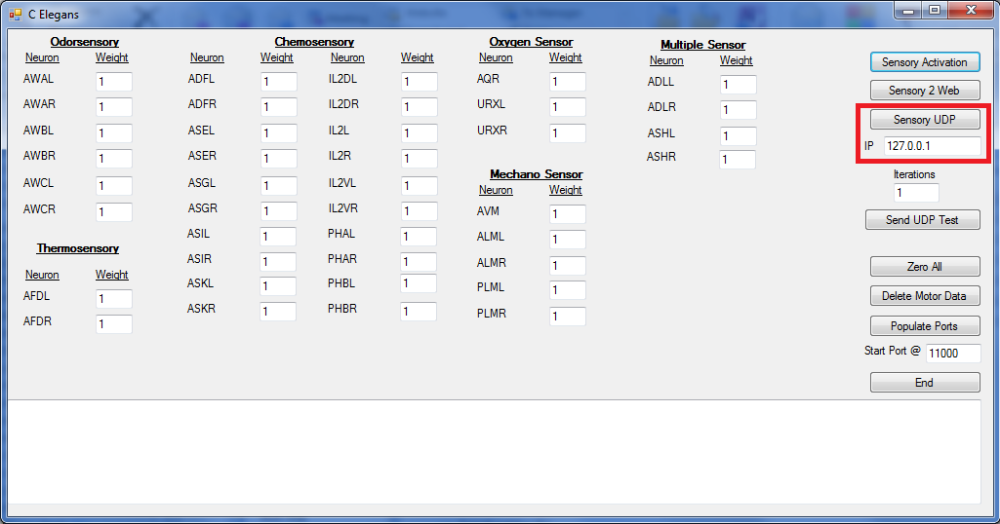 C Elegans
Odorsensory
Neuron Weight
AWAL 1
AWAR 1
AWBL 1
AWBR 1
AWCL 1
AWCR 1
Thermosensory
Neuron Weight
AFDL 1
AFDR 1
Chemosensory
Neuron Weight Neuron Weight
ADFL 1 IL2DL 1
ADFR 1 IL2DR 1
ASEL 1 IL2L 1
ASER 1 IL2R 1
ASGL 1 IL2VL 1
ASGR 1 IL2VR 1
ASIL 1 PHAL 1
ASIR 1 PHAR 1
ASKL 1 PHBL 1
ASKR 1 PHBR 1
Oxygen Sensor
Neuron Weight
AQR 1
URXL 1
URXR 1
Mechano Sensor
Neuron Weight
AVM 1
ALML 1
ALMR 1
PLML 1
PLMR 1
Multiple Sensor
Neuron Weight
ADLL 1
ADLR 1
ASHL 1
ASHR 1
Sensory Activation
Sensory 2 Web
Sensory UDP
IP 127.0.0.1
Iterations
1
Send UDP Test
Zero All
Delete Motor Data
Populate Ports
Start Port @ 11000
End